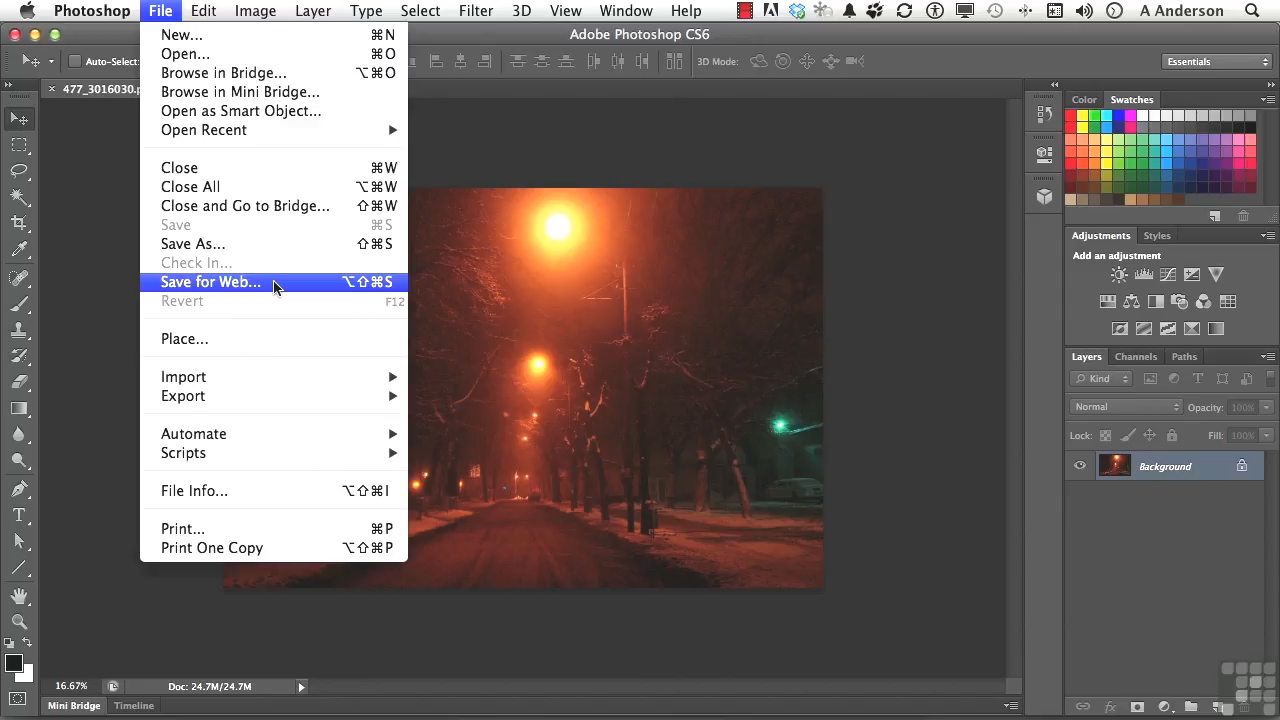 Photoshop File Edit Image Layer Type Select Filter 3D View Window Help A Anderson
Adobe Photoshop CS6
Auto-Select: 3D Mode: Essentials
477_3016030.p
New... ⌘N
Open... ⌘O
Browse in Bridge... ⌥⌘O
Browse in Mini Bridge...
Open as Smart Object...
Open Recent
Close ⌘W
Close All ⌥⌘W
Close and Go to Bridge... ⇧⌘W
Save ⌘S
Save As... ⇧⌘S
Check In...
Save for Web... ⌥⇧⌘S
Revert F12
Place...
Import
Export
Automate
Scripts
File Info... ⌥⇧⌘I
Print... ⌘P
Print One Copy ⌥⇧⌘P
Color Swatches
Adjustments Styles
Add an adjustment
Layers Channels Paths
Kind
Normal Opacity: 100%
Lock: Fill: 100%
Background
16.67% Doc: 24.7M/24.7M
Mini Bridge Timeline